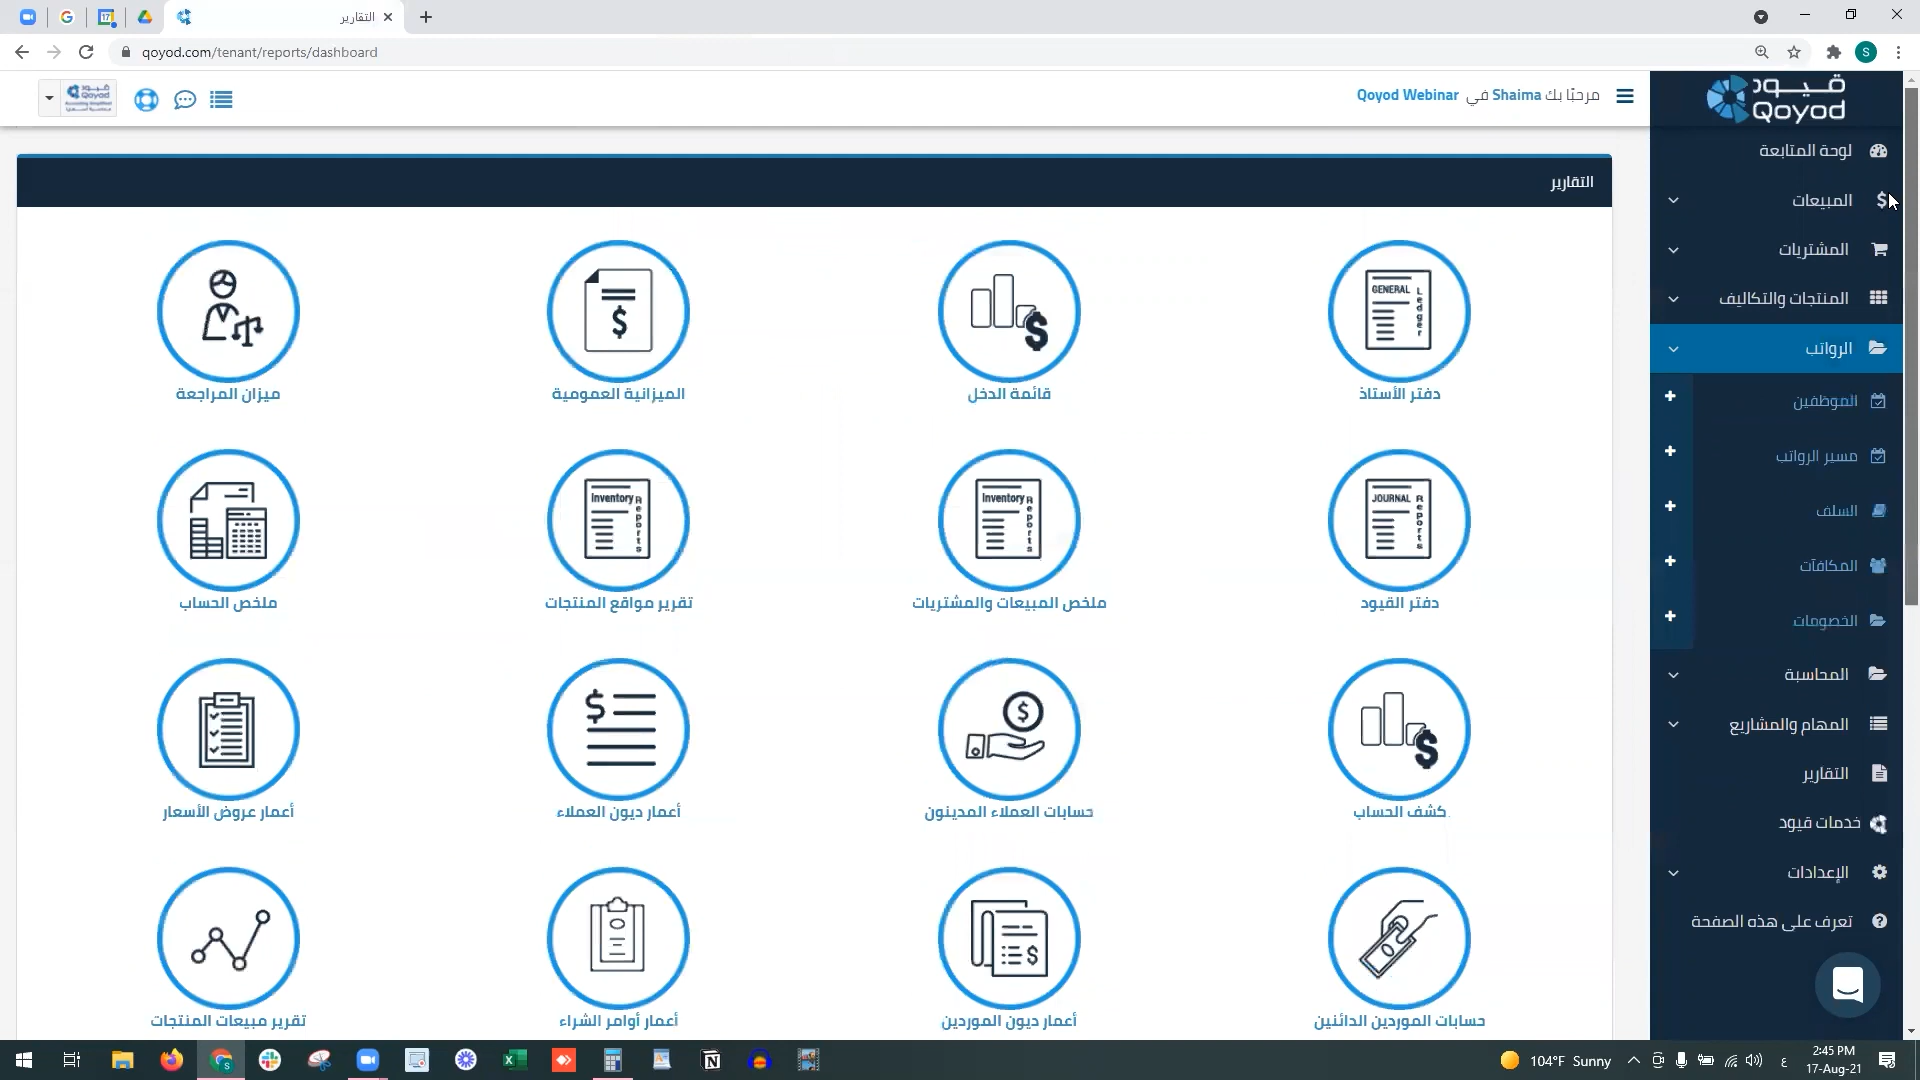 التقارير
qoyod.com/tenant/reports/dashboard
S
مرحبًا بك Shaima في Qoyod Webinar
قيود
Qoyod
التقارير
دفتر الأستاذ
قائمة الدخل
الميزانية العمومية
ميزان المراجعة
GENERAL Ledger
دفتر القيود
ملخص المبيعات والمشتريات
تقرير مواقع المنتجات
ملخص الحساب
JOURNAL Reports
Inventory Reports
Inventory Reports
كشف الحساب
حسابات العملاء المدينون
أعمار ديون العملاء
أعمار عروض الأسعار
حسابات الموردين الدائنين
أعمار ديون الموردين
أعمار أوامر الشراء
تقرير مبيعات المنتجات
لوحة المتابعة
المبيعات
المشتريات
المنتجات والتكاليف
الرواتب
الموظفين
مسير الرواتب
السلف
المكافآت
الخصومات
المحاسبة
المهام والمشاريع
التقارير
خدمات قيود
الإعدادات
تعرف على هذه الصفحة
104°F Sunny
ع
2:45 PM
17-Aug-21